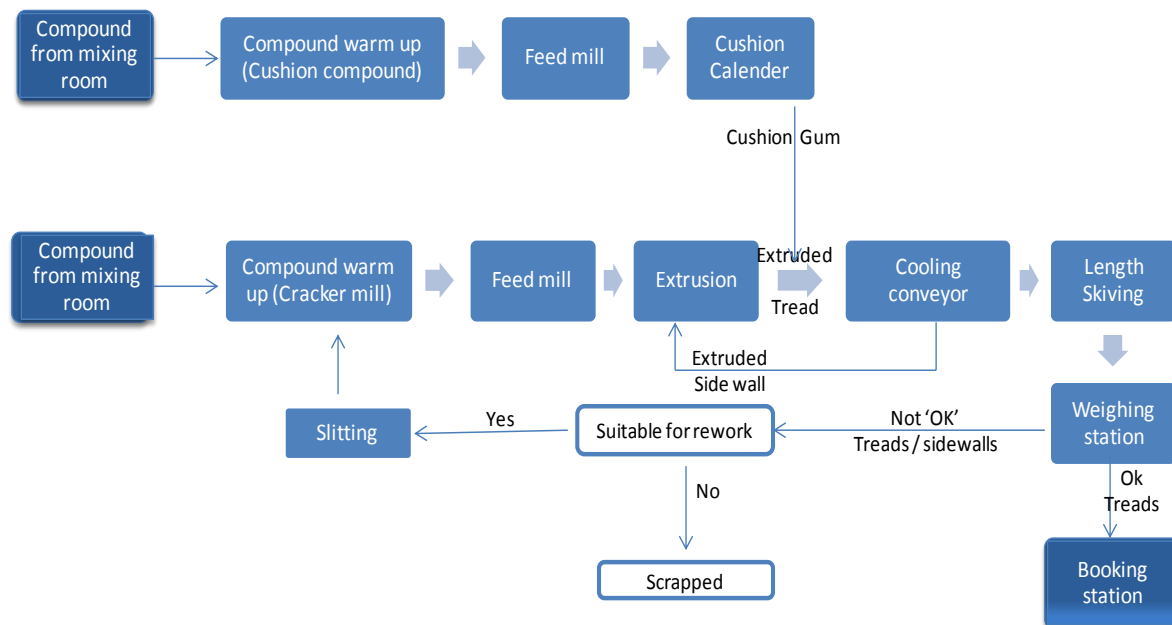 Compound
from mixing
room
Compound warm up
(Cushion compound)
Feed mill
Cushion
Calender
Cushion Gum
Compound
from mixing
room
Compound warm
up (Cracker mill)
Feed mill
Extrusion
Extruded
Tread
Cooling
conveyor
Length
Skiving
Extruded
Side wall
Slitting
Yes
Suitable for rework
Not ‘OK’
Treads / sidewalls
Weighing
station
No
Ok
Treads
Scrapped
Booking
station